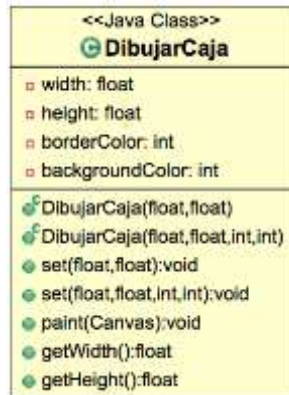 <<Java Class>>
DibujarCaja
width: float
height: float
borderColor: int
backgroundColor: int
DibujarCaja(float,float)
DibujarCaja(float,float,int,int)
set(float,float):void
set(float,float,int,int):void
paint(Canvas):void
getWidth():float
getHeight():float